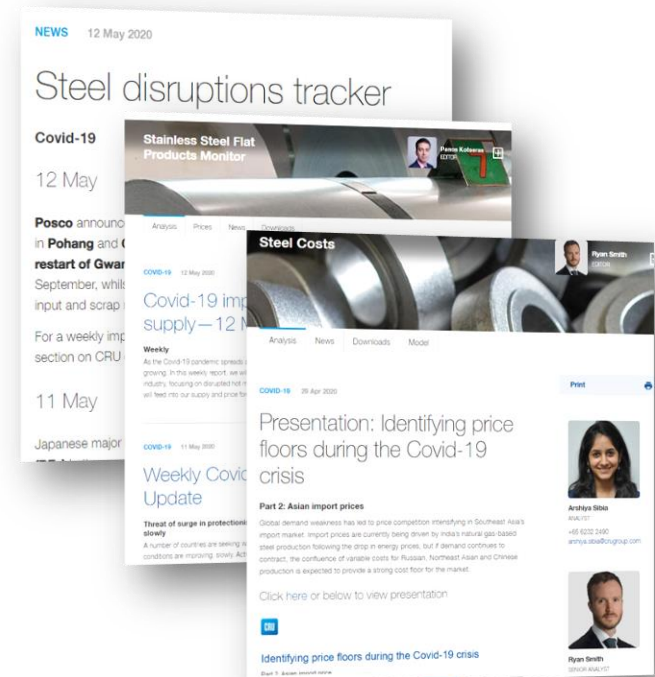 NEWS 12 May 2020
Steel disruptions tracker
Covid-19
12 May
Posco announc
in Pohang and
restart of Gwar
September, whils
input and scrap
For a weekly imp
section on CRU
11 May
Japanese major
Stainless Steel Flat
Products Monitor
Panos Kotseras
EDITOR
Analysis Prices News Downloads
COVID-19 12 May 2020
Covid-19 imp
supply—12 M
Weekly
As the Covid-19 pandemic spreads
growing. In this weekly report, we wil
industry, focusing on disrupted hot m
will feed into our supply and price for
COVID-19 11 May 2020
Weekly Covid
Update
Threat of surge in protectioni
slowly
A number of countries are seeking w
conditions are improving slowly. Acti
Steel Costs
Ryan Smith
EDITOR
Analysis News Downloads Model
COVID-19 29 Apr 2020
Print
Presentation: Identifying price
floors during the Covid-19
crisis
Part 2: Asian import prices
Global demand weakness has led to price competition intensifying in Southeast Asia's
import market. Import prices are currently being driven by India's natural gas-based
steel production following the drop in energy prices, but if demand continues to
contract, the confluence of variable costs for Russian, Northeast Asian and Chinese
production is expected to provide a strong cost floor for the market.
Click here or below to view presentation
CRU
Identifying price floors during the Covid-19 crisis
Part 2: Asian import
Arshiya Sibia
ANALYST
+65 6232 2490
arshiya.sibia@crugroup.com
Ryan Smith
SENIOR ANALYST